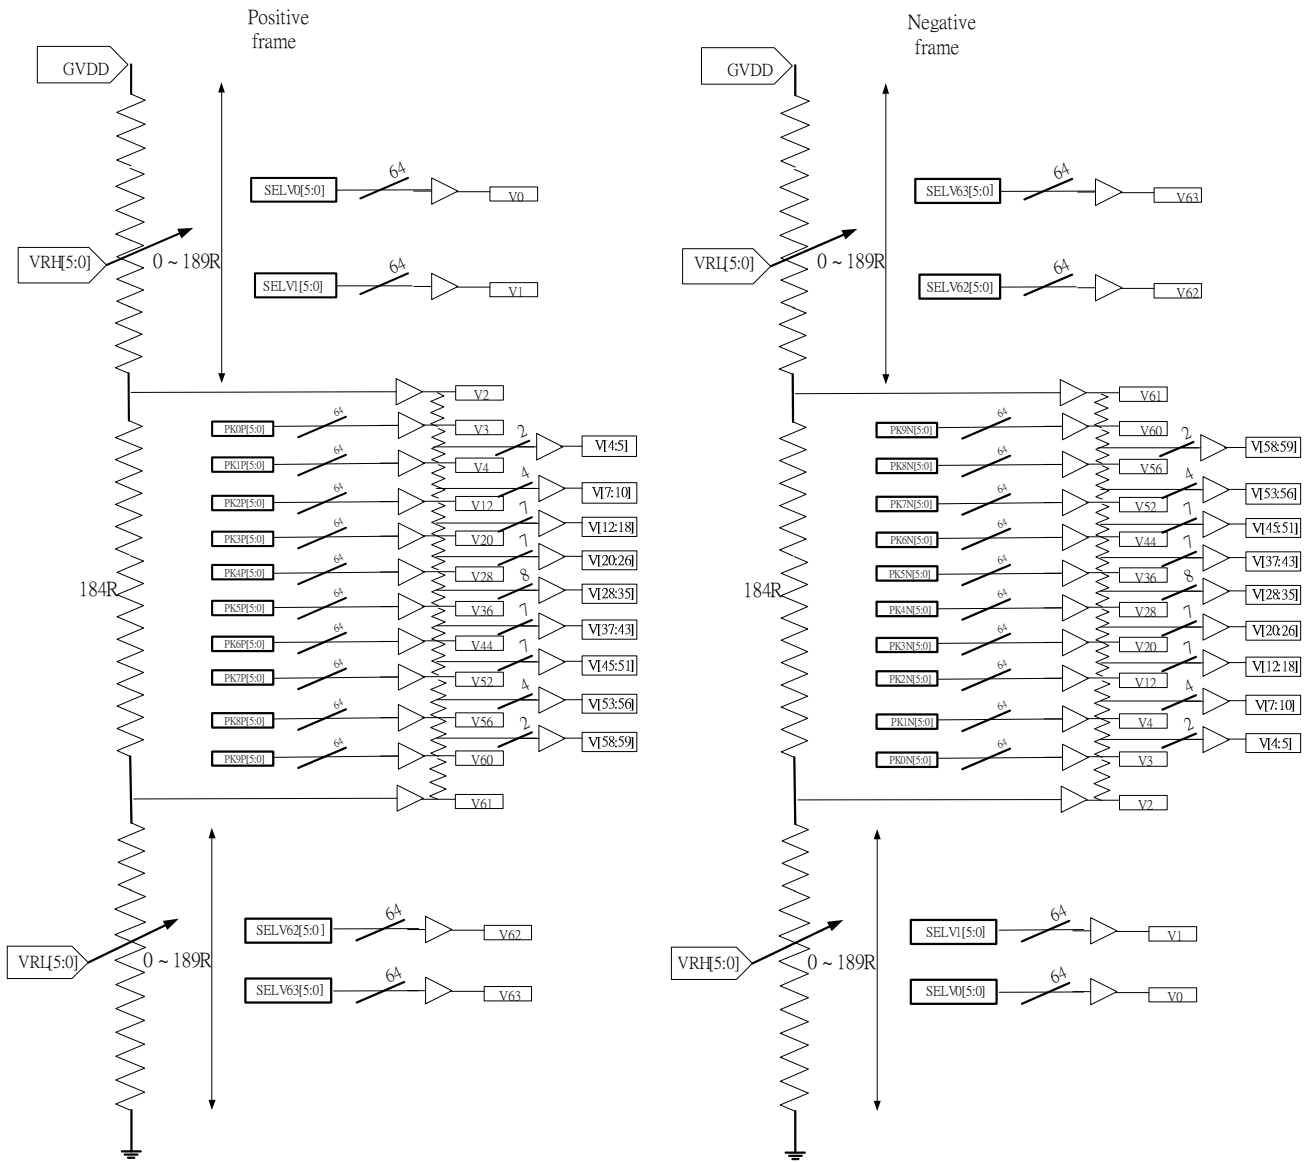 Positive
frame
GVDD
SELV0[5:0]
64
V0
VRH[5:0]
0 ~ 189R
SELV1[5:0]
64
V1
V2
PK0P[5:0]
64
V3
2
V[4:5]
PK1P[5:0]
64
V4
4
V[7:10]
PK2P[5:0]
64
V12
7
V[12:18]
PK3P[5:0]
64
V20
7
V[20:26]
184R
PK4P[5:0]
64
V28
8
V[28:35]
PK5P[5:0]
64
V36
7
V[37:43]
PK6P[5:0]
64
V44
7
V[45:51]
PK7P[5:0]
64
V52
4
V[53:56]
PK8P[5:0]
64
V56
2
V[58:59]
PK9P[5:0]
64
V60
V61
SELV62[5:0]
64
V62
VRL[5:0]
0 ~ 189R
SELV63[5:0]
64
V63
Negative
frame
GVDD
SELV63[5:0]
64
V63
VRL[5:0]
0 ~ 189R
SELV62[5:0]
64
V62
V61
PK9N[5:0]
64
V60
2
V[58:59]
PK8N[5:0]
64
V56
4
V[53:56]
PK7N[5:0]
64
V52
7
V[45:51]
PK6N[5:0]
64
V44
7
V[37:43]
184R
PK5N[5:0]
64
V36
8
V[28:35]
PK4N[5:0]
64
V28
7
V[20:26]
PK3N[5:0]
64
V20
7
V[12:18]
PK2N[5:0]
64
V12
4
V[7:10]
PK1N[5:0]
64
V4
2
V[4:5]
PK0N[5:0]
64
V3
V2
SELV1[5:0]
64
V1
VRH[5:0]
0 ~ 189R
SELV0[5:0]
64
V0